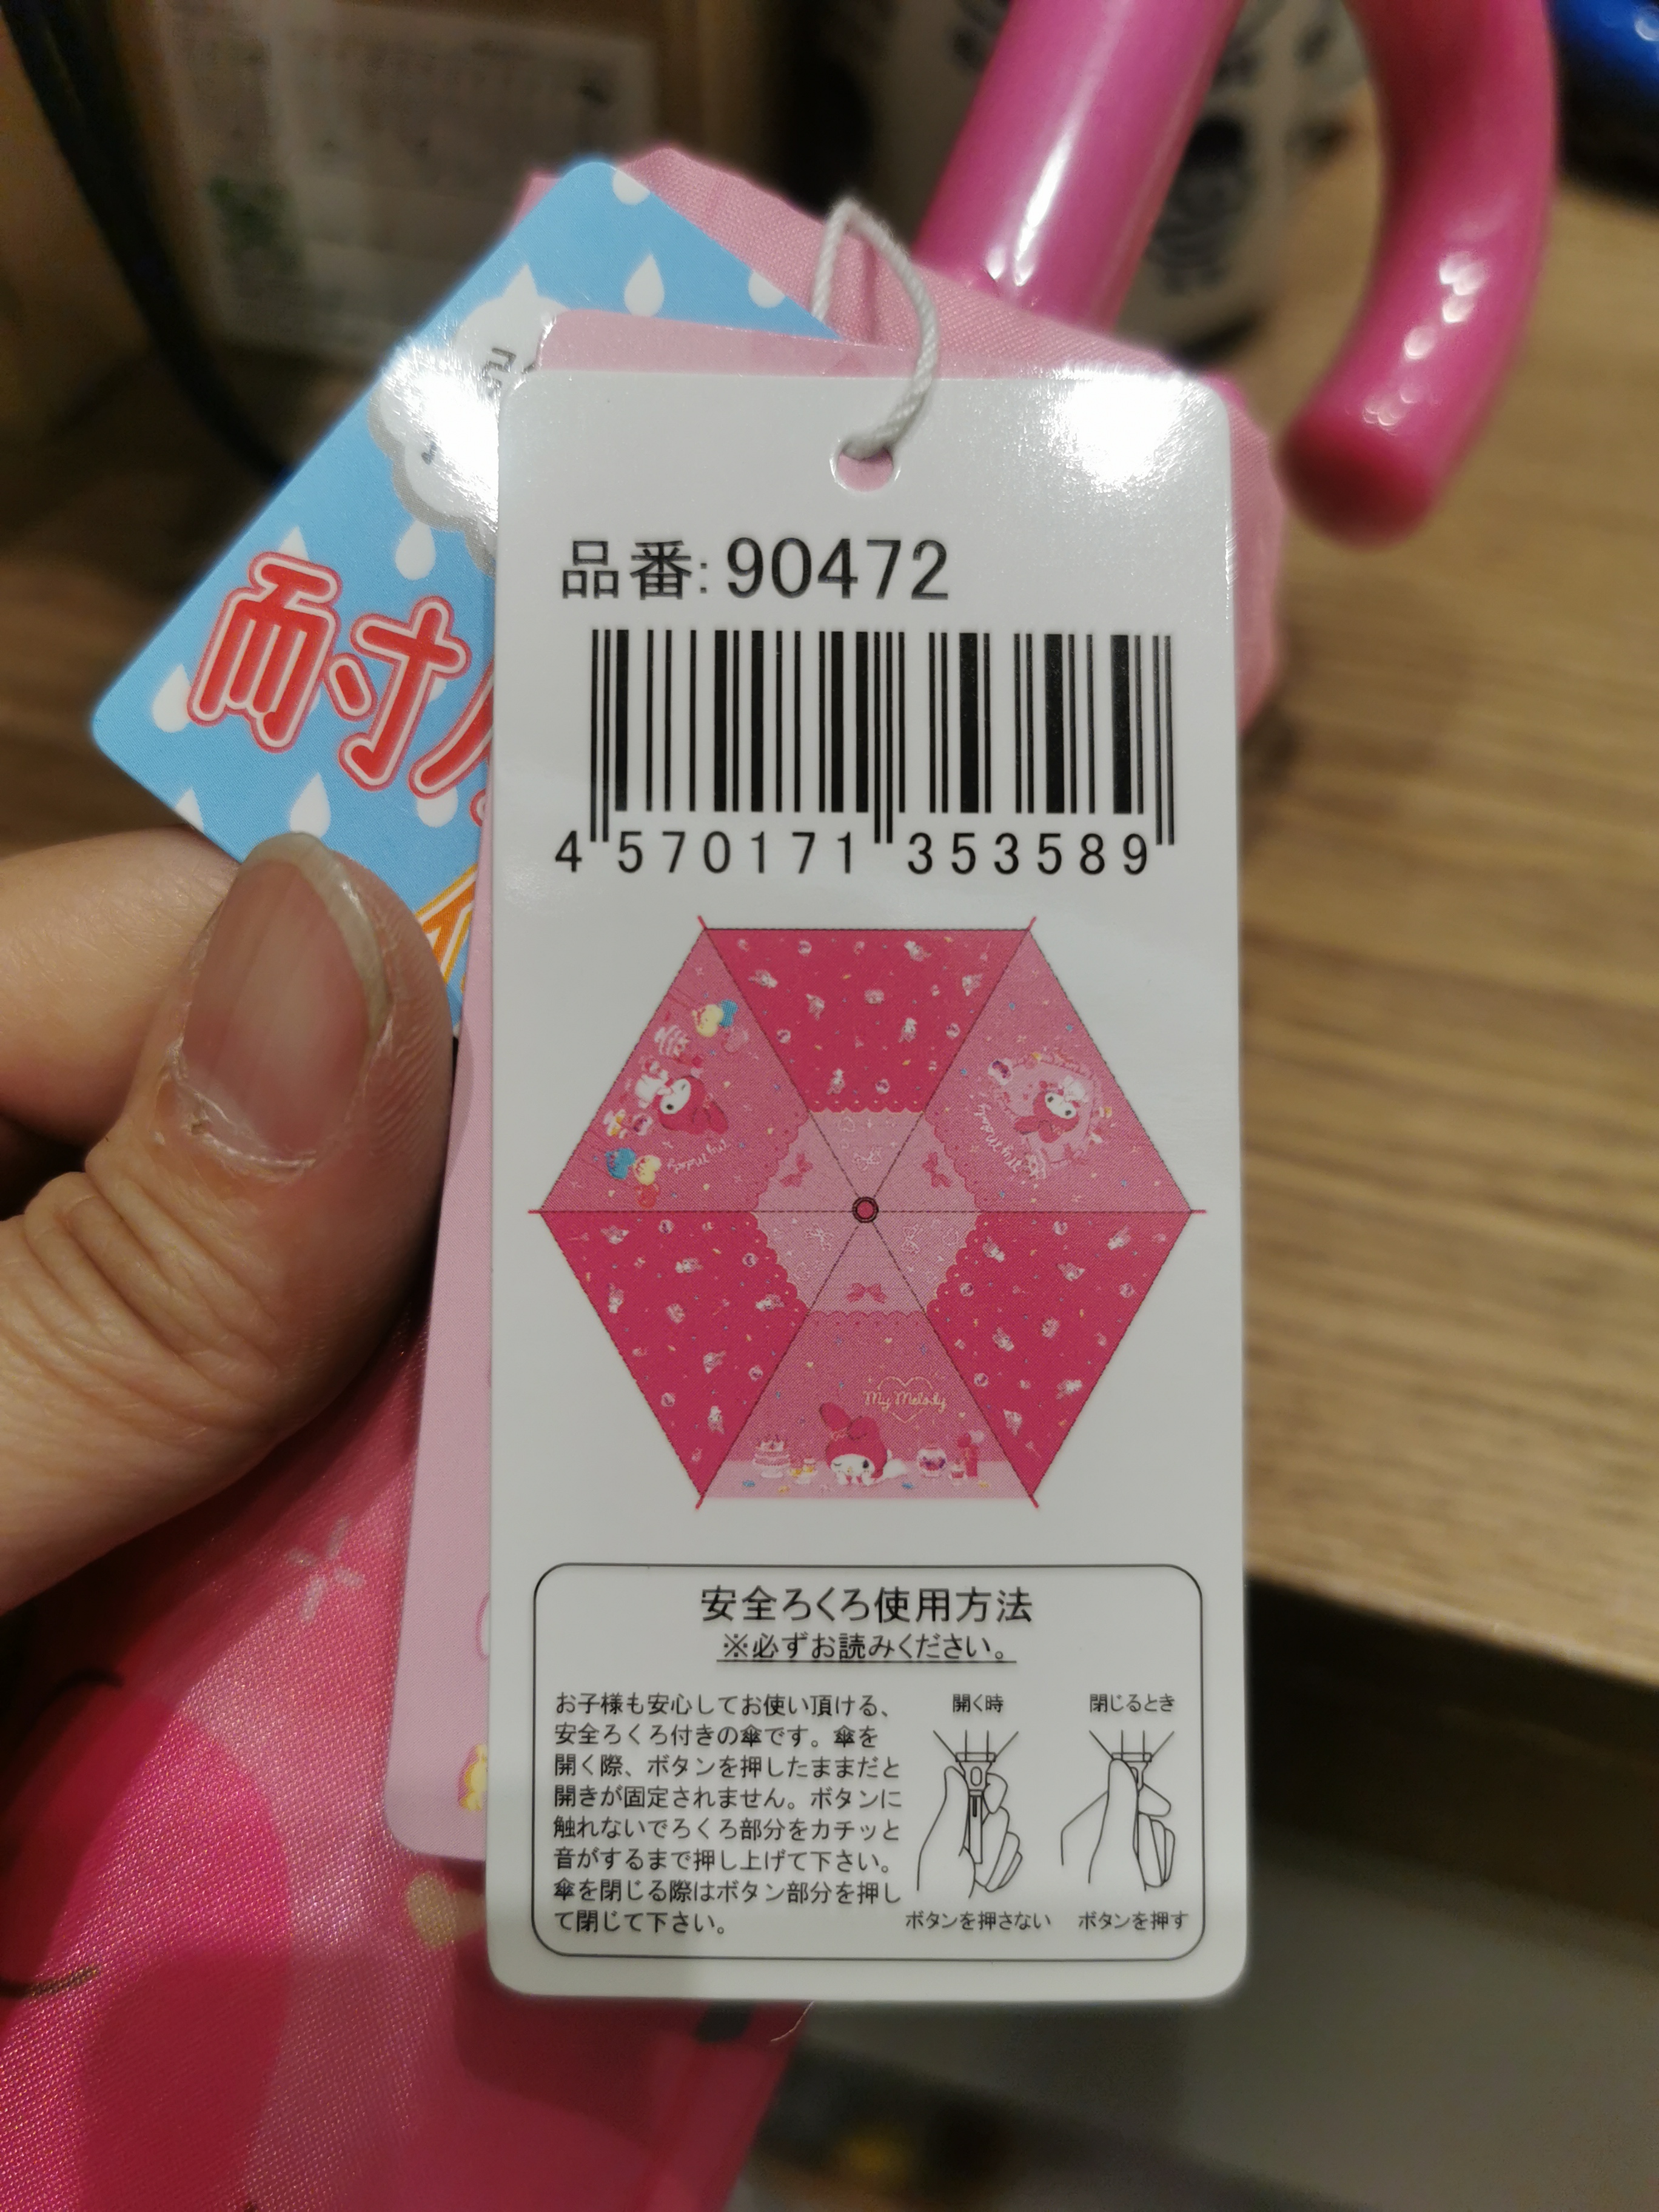 耐
品番: 90472
4 570171 353589
My Melody
My Melody
My Melody
安全ろくろ使用方法
※必ずお読みください。
お子様も安心してお使い頂ける、
安全ろくろ付きの傘です。傘を
開く際、ボタンを押したままだと
開きが固定されません。ボタンに
触れないでろくろ部分をカチッと
音がするまで押し上げて下さい。
傘を閉じる際はボタン部分を押し
て閉じて下さい。
開く時
閉じるとき
ボタンを押さない
ボタンを押す